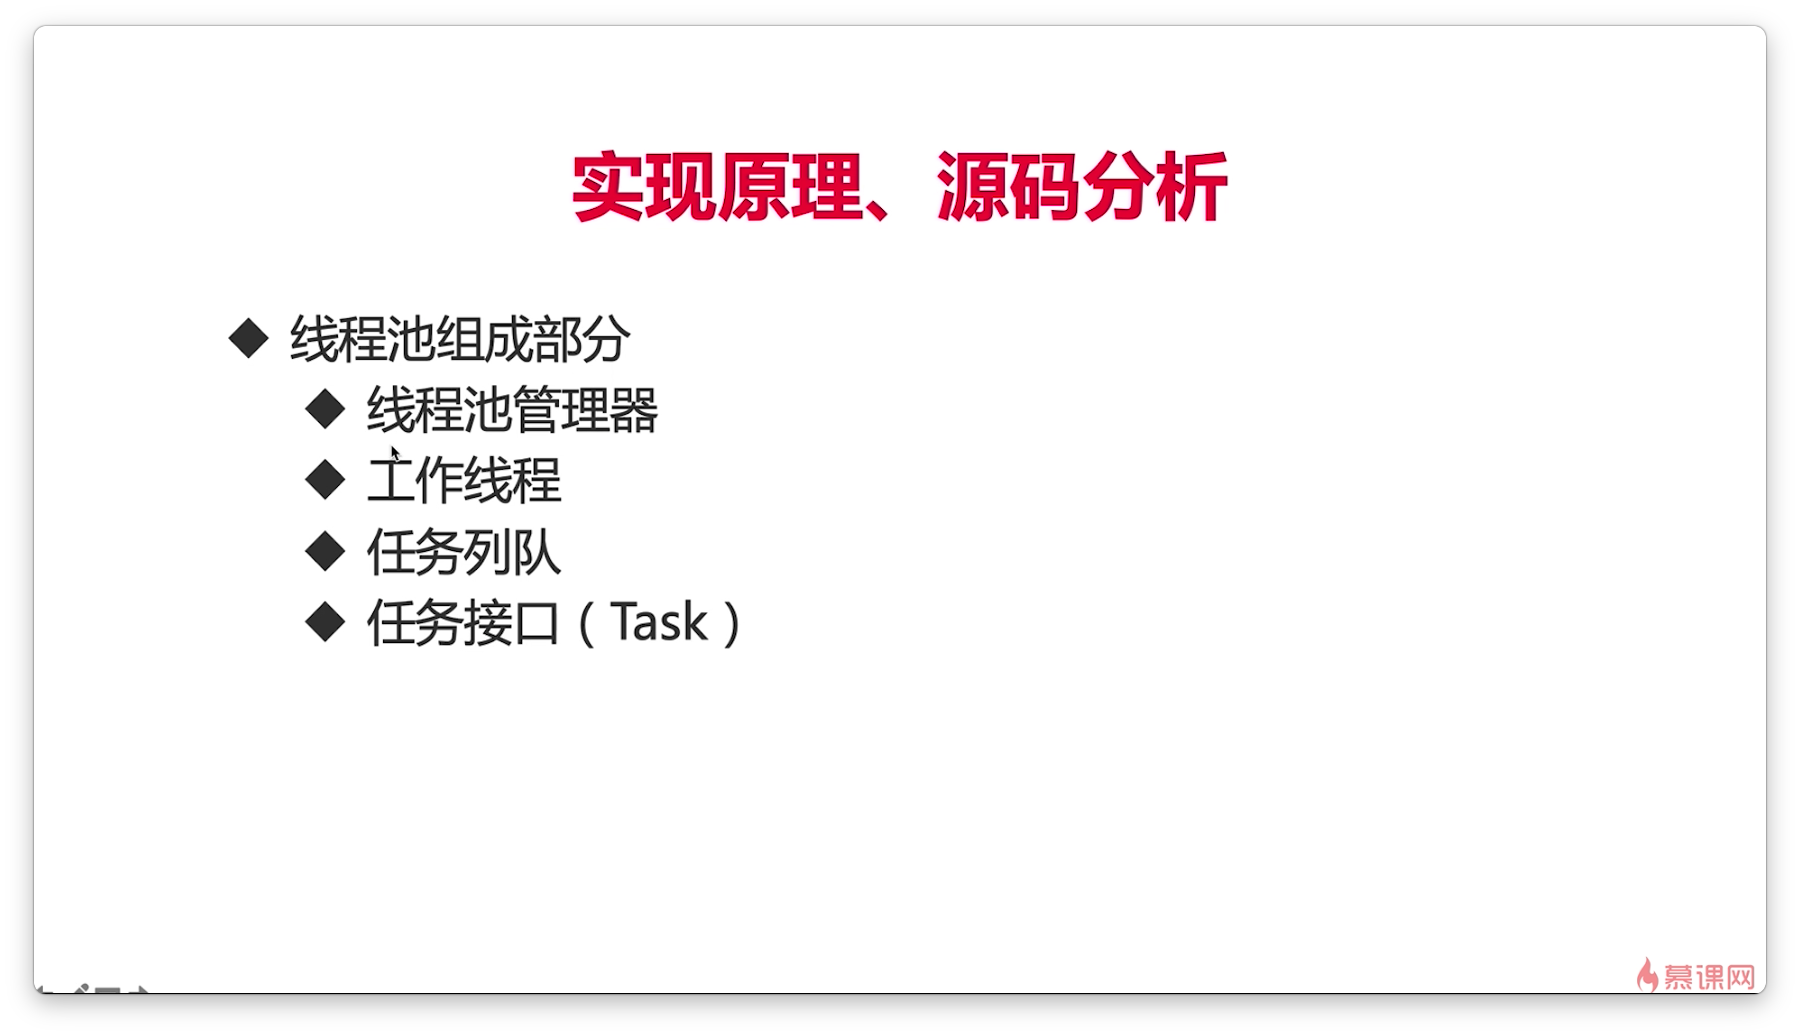 实现原理、源码分析
◆ 线程池组成部分
◆ 线程池管理器
◆ 工作线程
◆ 任务列队
◆ 任务接口（Task）
慕课网